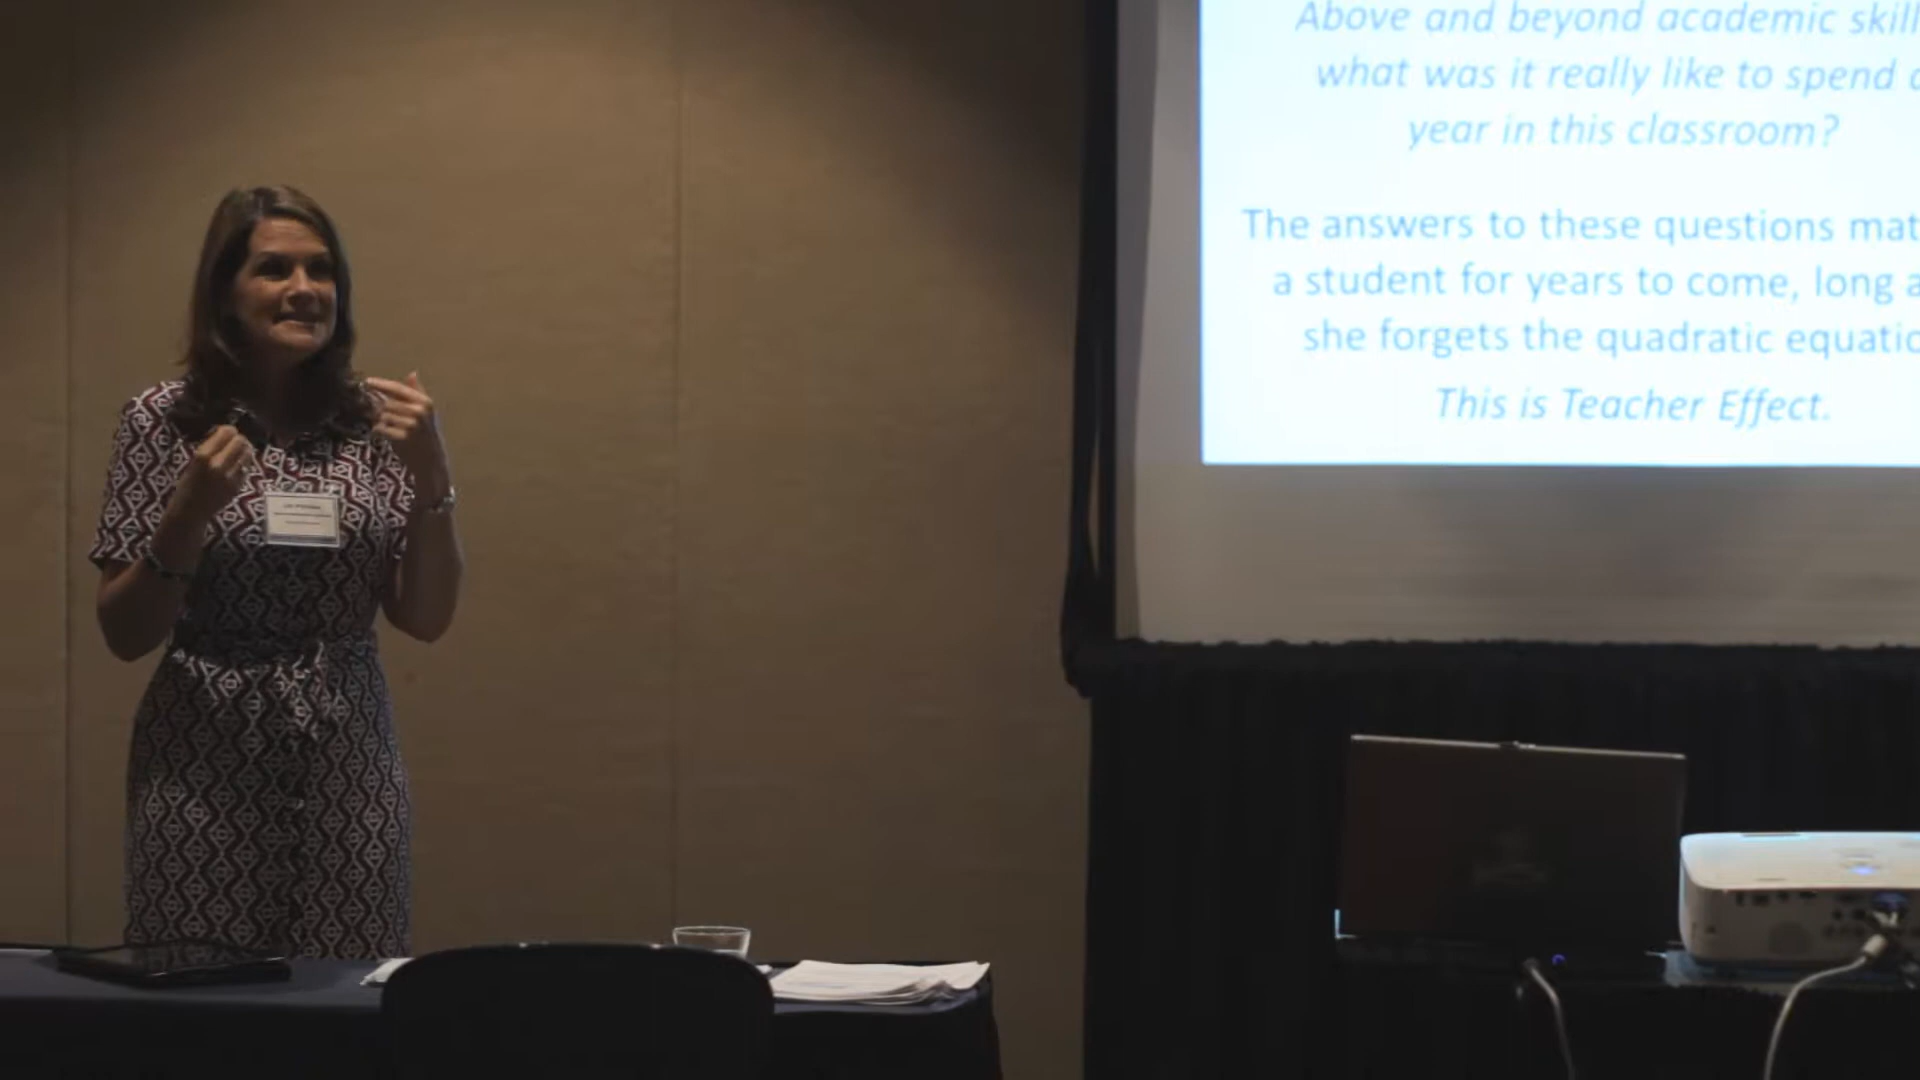 Above and beyond academic skill
what was it really like to spend
year in this classroom?
The answers to these questions mat
a student for years to come, long a
she forgets the quadratic equatio
This is Teacher Effect.